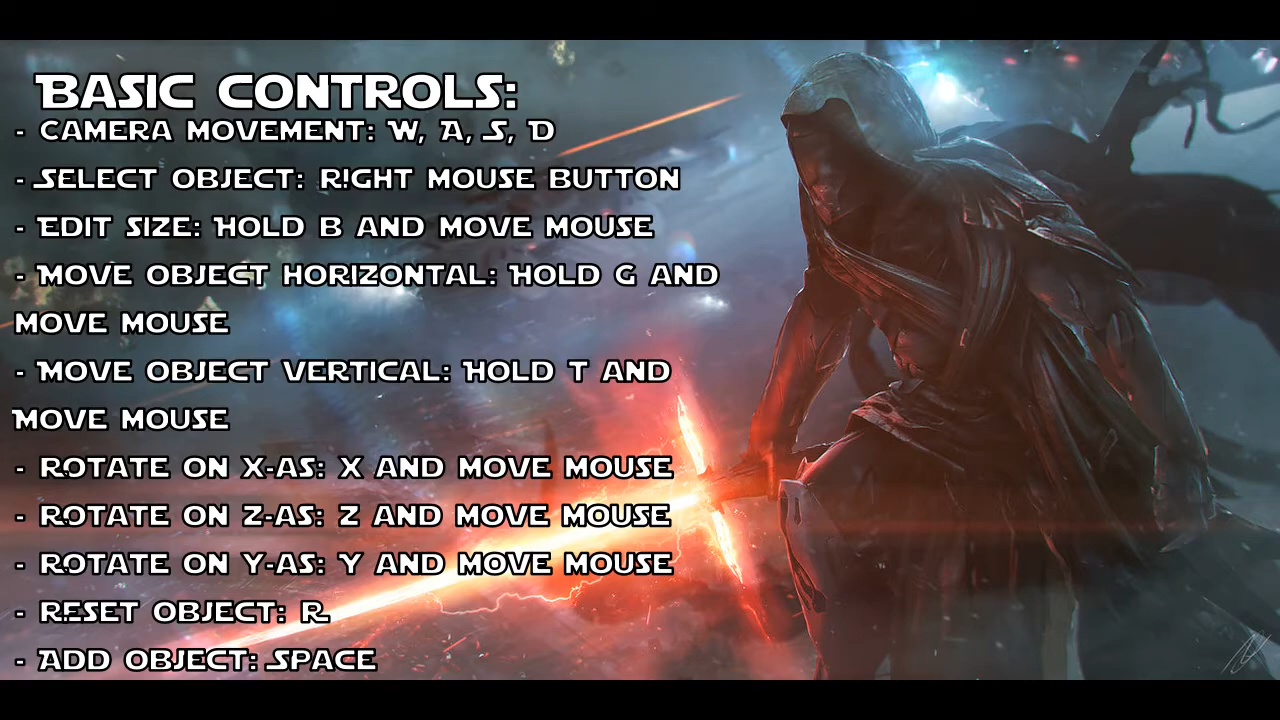 BASIC CONTROLS:
- CAMERA MOVEMENT: W, A, S, D
- SELECT OBJECT: RIGHT MOUSE BUTTON
- EDIT SIZE: HOLD B AND MOVE MOUSE
- MOVE OBJECT HORIZONTAL: HOLD G AND
MOVE MOUSE
- MOVE OBJECT VERTICAL: HOLD T AND
MOVE MOUSE
- ROTATE ON X-AS: X AND MOVE MOUSE
- ROTATE ON Z-AS: Z AND MOVE MOUSE
- ROTATE ON Y-AS: Y AND MOVE MOUSE
- RESET OBJECT: R
- ADD OBJECT: SPACE